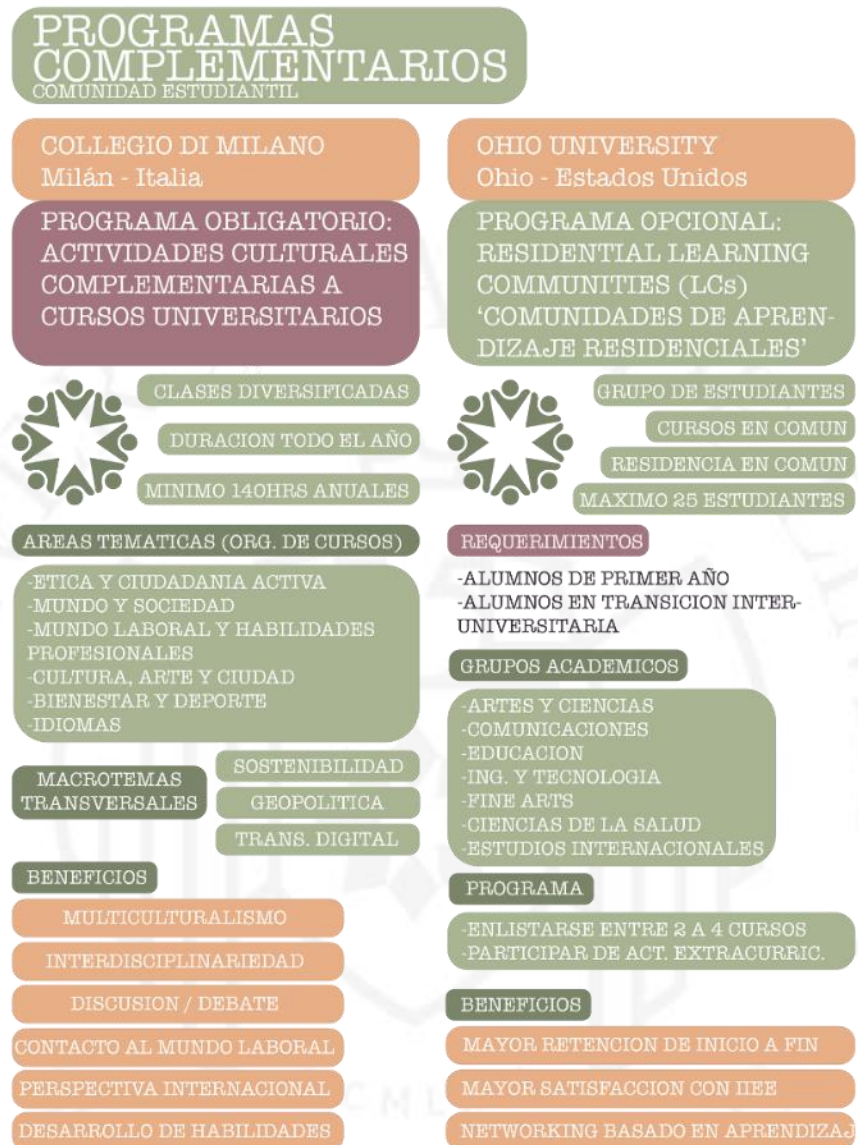 PROGRAMAS
COMPLEMENTARIOS
COMUNIDAD ESTUDIANTIL
COLLEGIO DI MILANO
Milán - Italia
PROGRAMA OBLIGATORIO:
ACTIVIDADES CULTURALES
COMPLEMENTARIAS A
CURSOS UNIVERSITARIOS
CLASES DIVERSIFICADAS
DURACION TODO EL AÑO
MINIMO 140HRS ANUALES
AREAS TEMATICAS (ORG. DE CURSOS)
-ETICA Y CIUDADANIA ACTIVA
-MUNDO Y SOCIEDAD
-MUNDO LABORAL Y HABILIDADES
PROFESIONALES
-CULTURA, ARTE Y CIUDAD
-BIENESTAR Y DEPORTE
-IDIOMAS
MACROTEMAS
TRANSVERSALES
SOSTENIBILIDAD
GEOPOLITICA
TRANS. DIGITAL
BENEFICIOS
MULTICULTURALISMO
INTERDISCIPLINARIEDAD
DISCUSION / DEBATE
CONTACTO AL MUNDO LABORAL
PERSPECTIVA INTERNACIONAL
DESARROLLO DE HABILIDADES
OHIO UNIVERSITY
Ohio - Estados Unidos
PROGRAMA OPCIONAL:
RESIDENTIAL LEARNING
COMMUNITIES (LCs)
‘COMUNIDADES DE APREN-
DIZAJE RESIDENCIALES’
GRUPO DE ESTUDIANTES
CURSOS EN COMUN
RESIDENCIA EN COMUN
MAXIMO 25 ESTUDIANTES
REQUERIMIENTOS
-ALUMNOS DE PRIMER AÑO
-ALUMNOS EN TRANSICION INTER-
UNIVERSITARIA
GRUPOS ACADEMICOS
-ARTES Y CIENCIAS
-COMUNICACIONES
-EDUCACION
-ING. Y TECNOLOGIA
-FINE ARTS
-CIENCIAS DE LA SALUD
-ESTUDIOS INTERNACIONALES
PROGRAMA
-ENLISTARSE ENTRE 2 A 4 CURSOS
-PARTICIPAR DE ACT. EXTRACURRIC.
BENEFICIOS
MAYOR RETENCION DE INICIO A FIN
MAYOR SATISFACCION CON IIEE
NETWORKING BASADO EN APRENDIZAJ